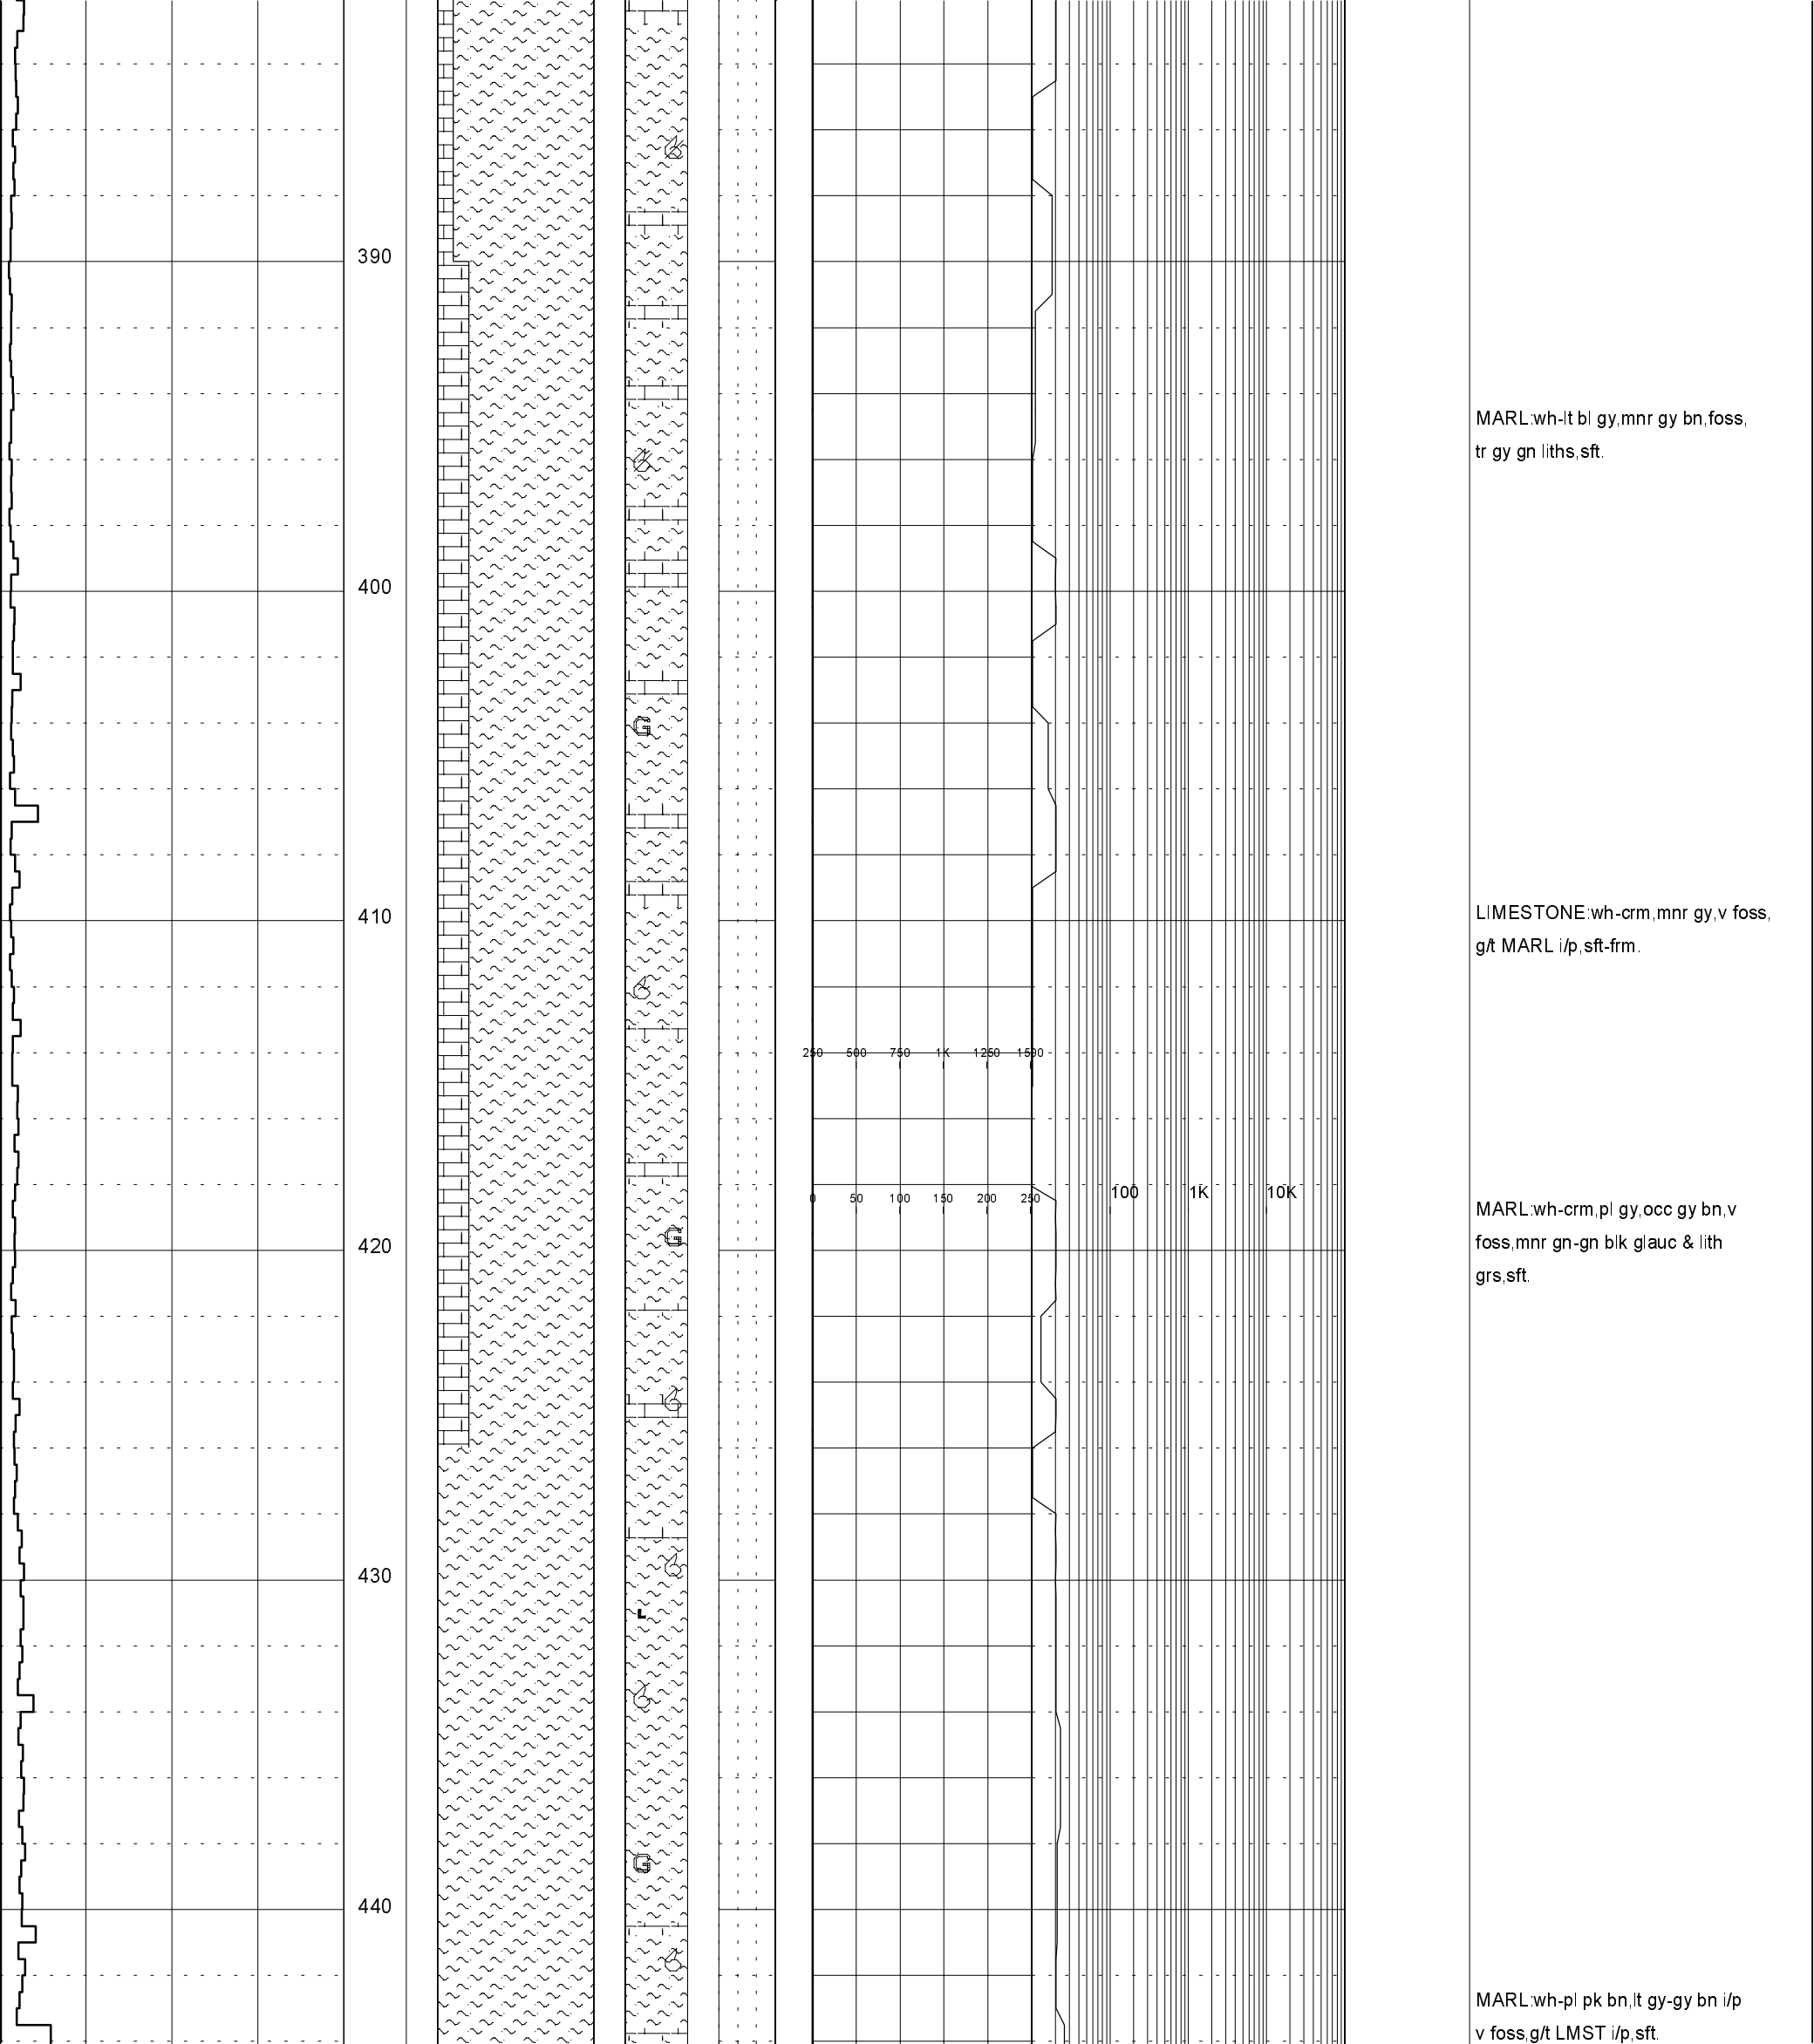 390
MARL:wh-lt bl gy,mnr gy bn,foss,
tr gy gn liths,sft.
400
G
410
LIMESTONE:wh-crm,mnr gy,v foss,
g/t MARL i/p,sft-frm.
250 500 750 1K 1250 1500
0 50 100 150 200 250 100 1K 10K
MARL:wh-crm,pl gy,occ gy bn,v
foss,mnr gn-gn blk glauc & lith
grs,sft.
G
420
430
L
G
440
MARL:wh-pl pk bn,lt gy-gy bn i/p
v foss,g/t LMST i/p,sft.